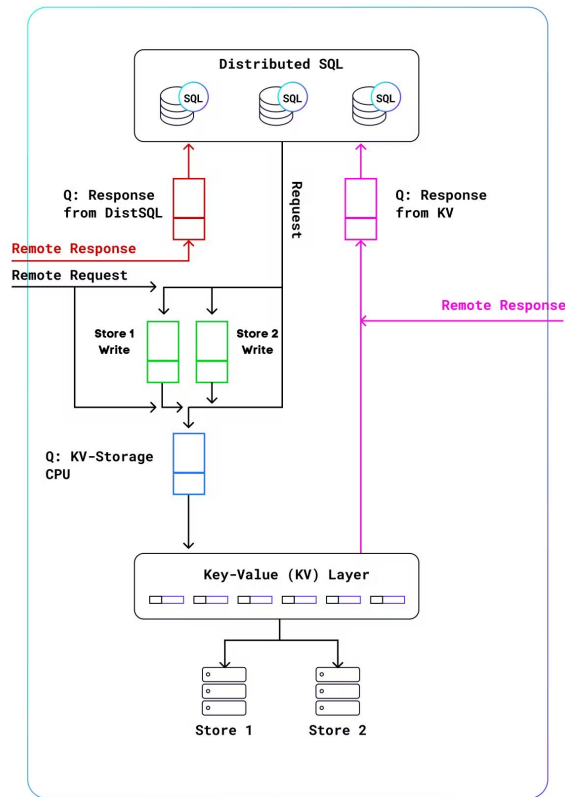 Distributed SQL
SQL
SQL
SQL
Q: Response
from DistSQL
Request
Q: Response
from KV
Remote Response
Remote Request
Remote Response
Store 1
Write
Store 2
Write
Q: KV-Storage
CPU
Key-Value (KV) Layer
Store 1
Store 2